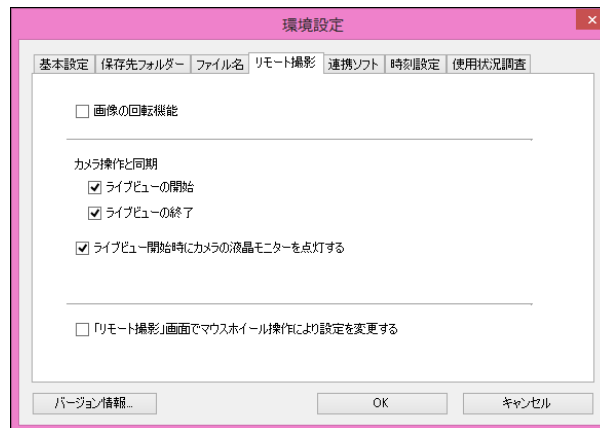 環境設定
基本設定 保存先フォルダー ファイル名 リモート撮影 連携ソフト 時刻設定 使用状況調査
画像の回転機能
カメラ操作と同期
ライブビューの開始
ライブビューの終了
ライブビュー開始時にカメラの液晶モニターを点灯する
「リモート撮影」画面でマウスホイール操作により設定を変更する
バージョン情報... OK キャンセル